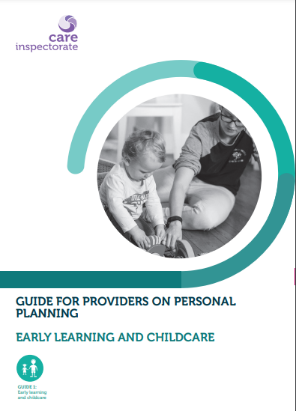 care
inspectorate
GUIDE FOR PROVIDERS ON PERSONAL
PLANNING
EARLY LEARNING AND CHILDCARE
GUIDE 1:
Early learning
and childcare